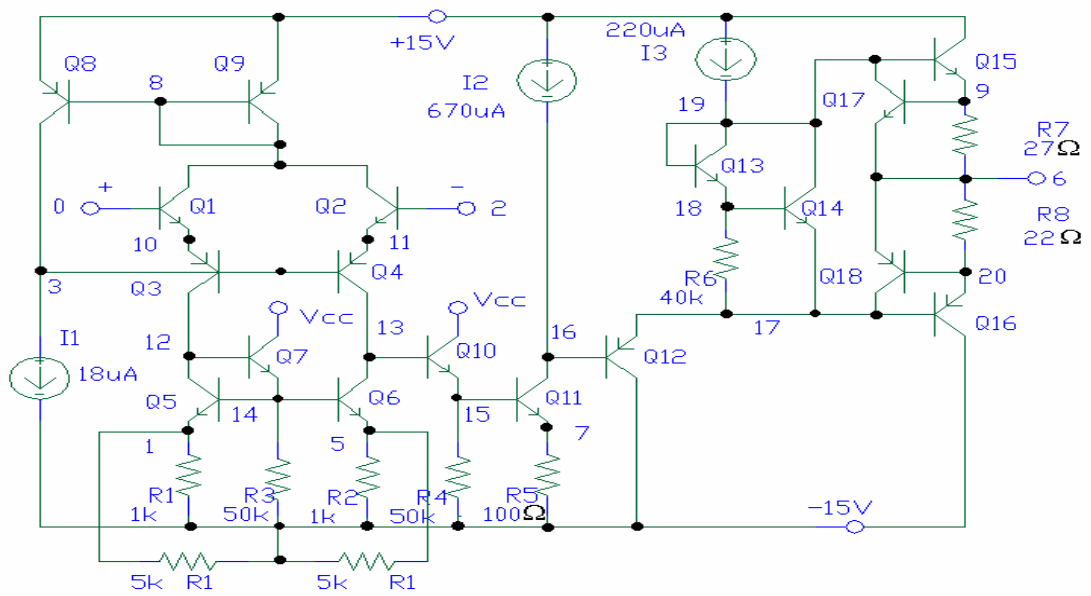 +15V
220uA
I3
Q8
8
Q9
I2
670uA
19
Q17
Q15
9
R7
27Ω
6
R8
22Ω
0
+
Q1
Q2
-
2
10
11
Q13
18
Q14
3
Q3
Q4
Vcc
R6
40k
17
Q18
20
Q16
12
13
Vcc
16
Q12
I1
18uA
Q7
Q10
Q5
14
Q6
15
Q11
1
5
7
R1
1k
R3
50k
R2
1k
R4
50k
R5
100Ω
-15V
5k
R1
5k
R1